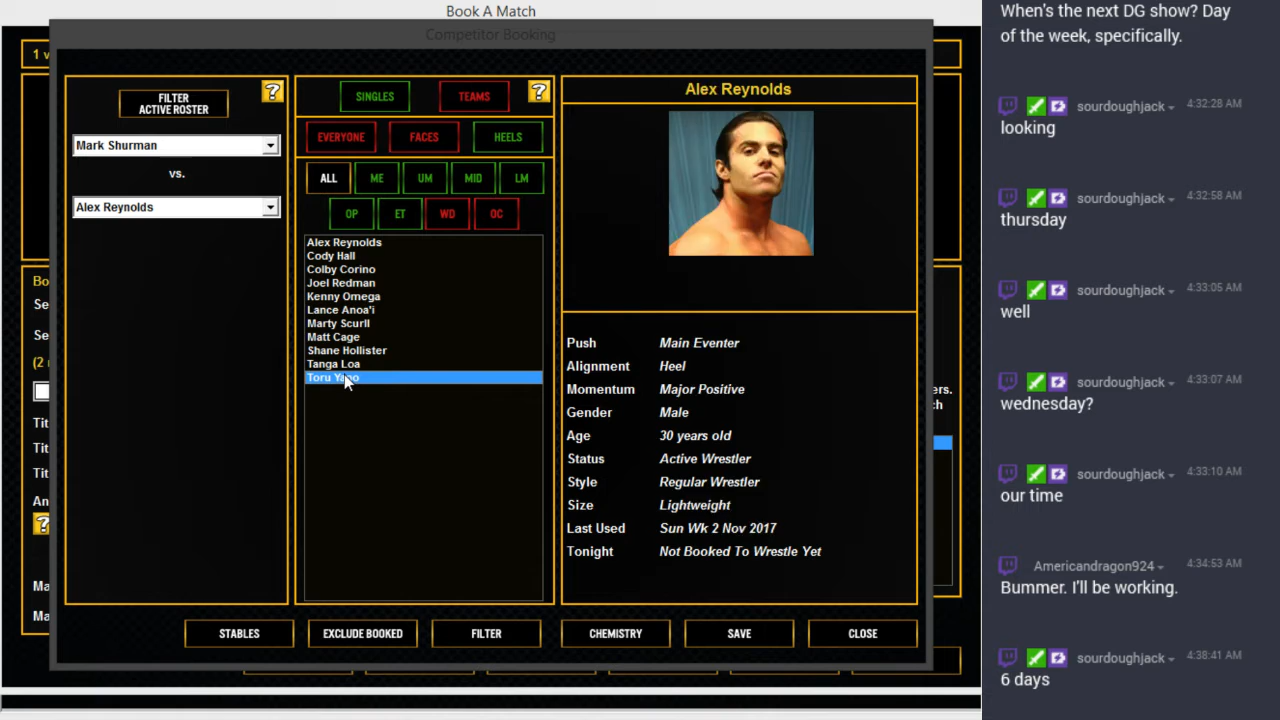 Book A Match
Competitor Booking
1 v
FILTER
ACTIVE ROSTER
?
Mark Shurman
vs.
Alex Reynolds
SINGLES
TEAMS
?
EVERYONE
FACES
HEELS
ALL
ME
UM
MID
LM
OP
ET
WD
OC
Alex Reynolds
Cody Hall
Colby Corino
Joel Redman
Kenny Omega
Lance Anoa'i
Marty Scurll
Matt Cage
Shane Hollister
Tanga Loa
Toru Yano
Alex Reynolds
Push Main Eventer
Alignment Heel
Momentum Major Positive
Gender Male
Age 30 years old
Status Active Wrestler
Style Regular Wrestler
Size Lightweight
Last Used Sun Wk 2 Nov 2017
Tonight Not Booked To Wrestle Yet
Bo
Se
Se
(2
Tit
Tit
Tit
An
?
Ma
Ma
ers.
ch
STABLES
EXCLUDE BOOKED
FILTER
CHEMISTRY
SAVE
CLOSE
When's the next DG show? Day
of the week, specifically.
sourdoughjack 4:32:28 AM
looking
sourdoughjack 4:32:58 AM
thursday
sourdoughjack 4:33:05 AM
well
sourdoughjack 4:33:07 AM
wednesday?
sourdoughjack 4:33:10 AM
our time
Americandragon924 4:34:53 AM
Bummer. I'll be working.
sourdoughjack 4:38:41 AM
6 days